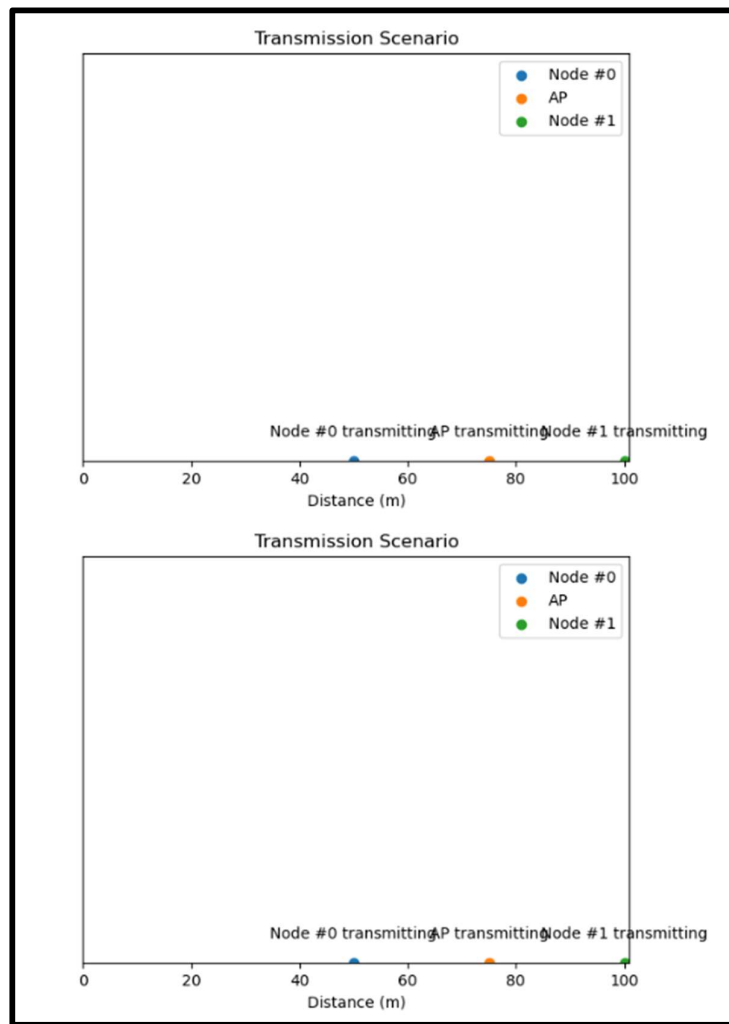 Transmission Scenario
Node #0
AP
Node #1
Node #0 transmitting AP transmitting Node #1 transmitting
0 20 40 60 80 100
Distance (m)
Transmission Scenario
Node #0
AP
Node #1
Node #0 transmitting AP transmitting Node #1 transmitting
0 20 40 60 80 100
Distance (m)